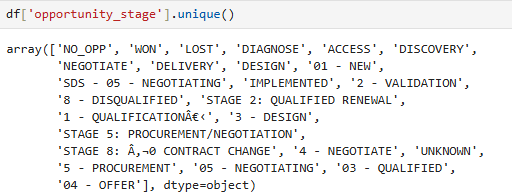 df['opportunity_stage'].unique()
array(['NO_OPP', 'WON', 'LOST', 'DIAGNOSE', 'ACCESS', 'DISCOVERY',
'NEGOTIATE', 'DELIVERY', 'DESIGN', '01 - NEW',
'SDS - 05 - NEGOTIATING', 'IMPLEMENTED', '2 - VALIDATION',
'8 - DISQUALIFIED', 'STAGE 2: QUALIFIED RENEWAL',
'1 - QUALIFICATIONÂ€‹', '3 - DESIGN',
'STAGE 5: PROCUREMENT/NEGOTIATION',
'STAGE 8: Â‚¬0 CONTRACT CHANGE', '4 - NEGOTIATE', 'UNKNOWN',
'5 - PROCUREMENT', '05 - NEGOTIATING', '03 - QUALIFIED',
'04 - OFFER'], dtype=object)